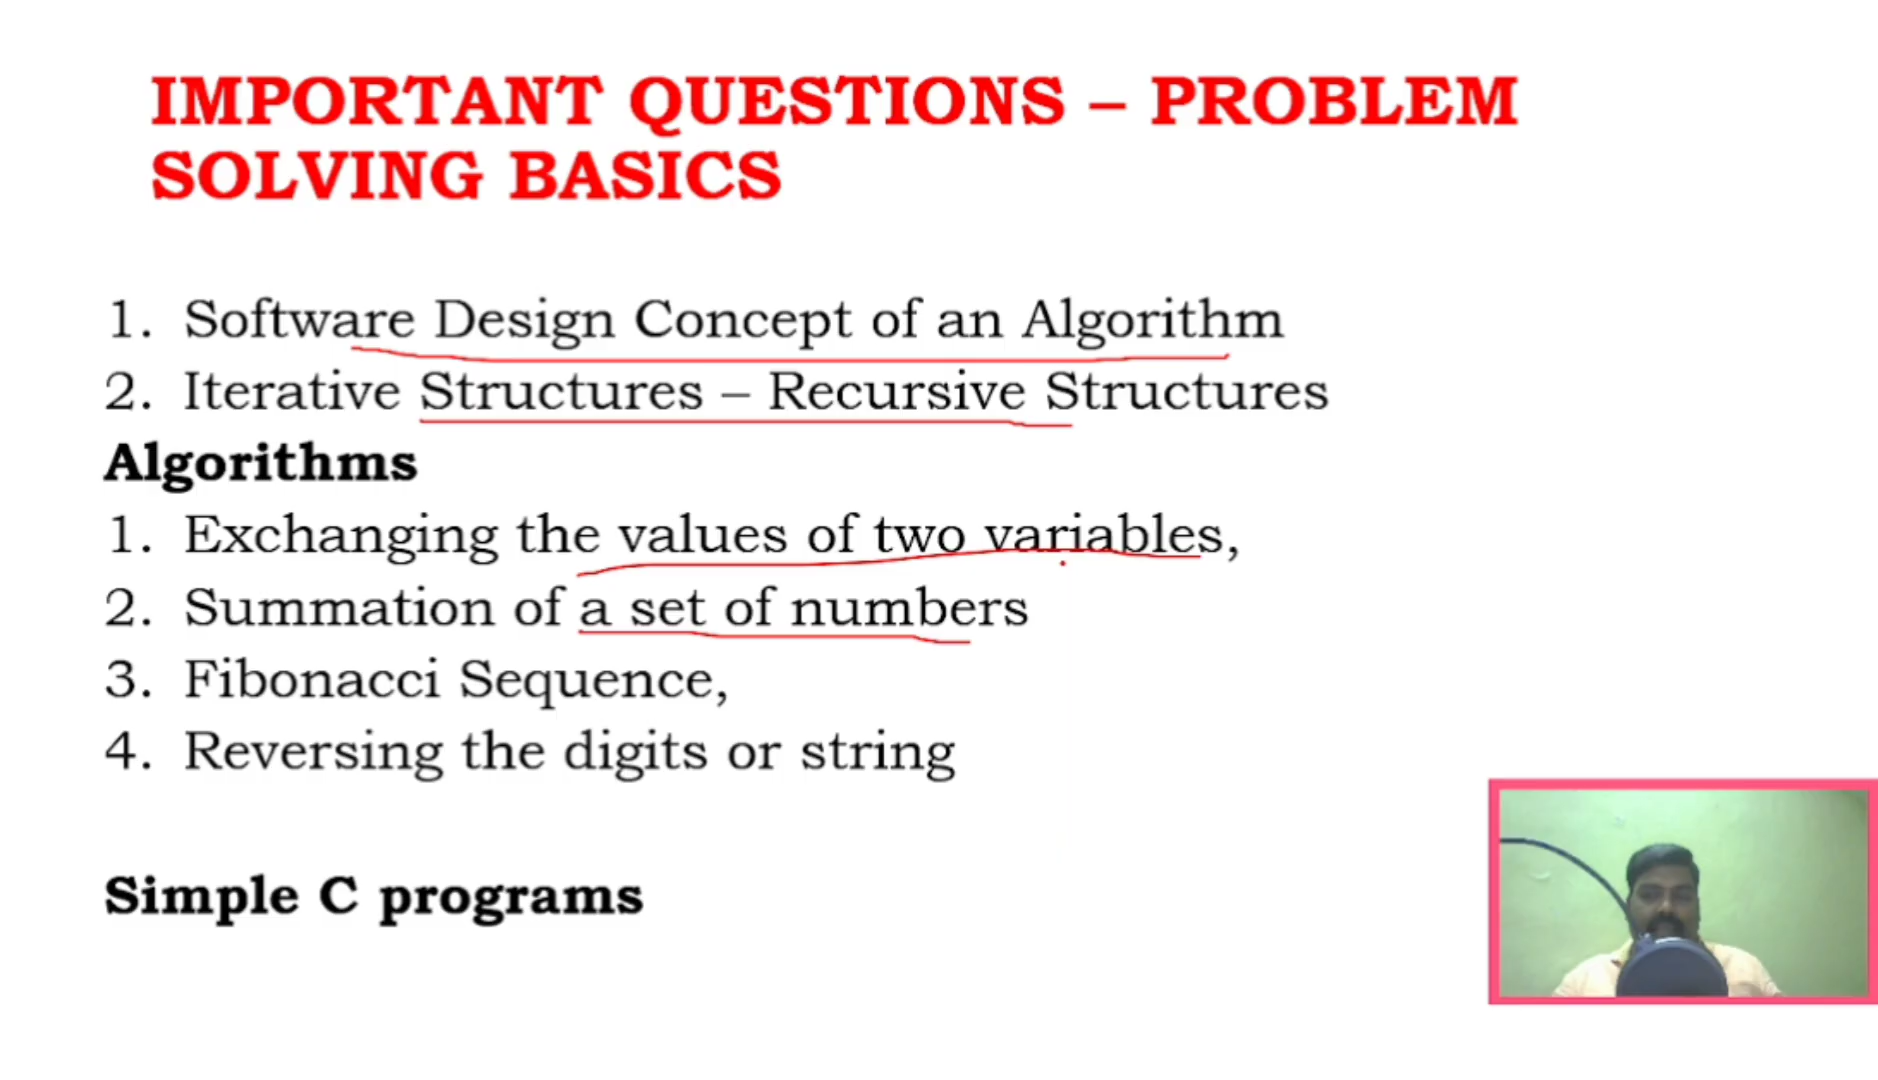 IMPORTANT QUESTIONS – PROBLEM
SOLVING BASICS
1. Software Design Concept of an Algorithm
2. Iterative Structures – Recursive Structures
Algorithms
1. Exchanging the values of two variables,
2. Summation of a set of numbers
3. Fibonacci Sequence,
4. Reversing the digits or string
Simple C programs